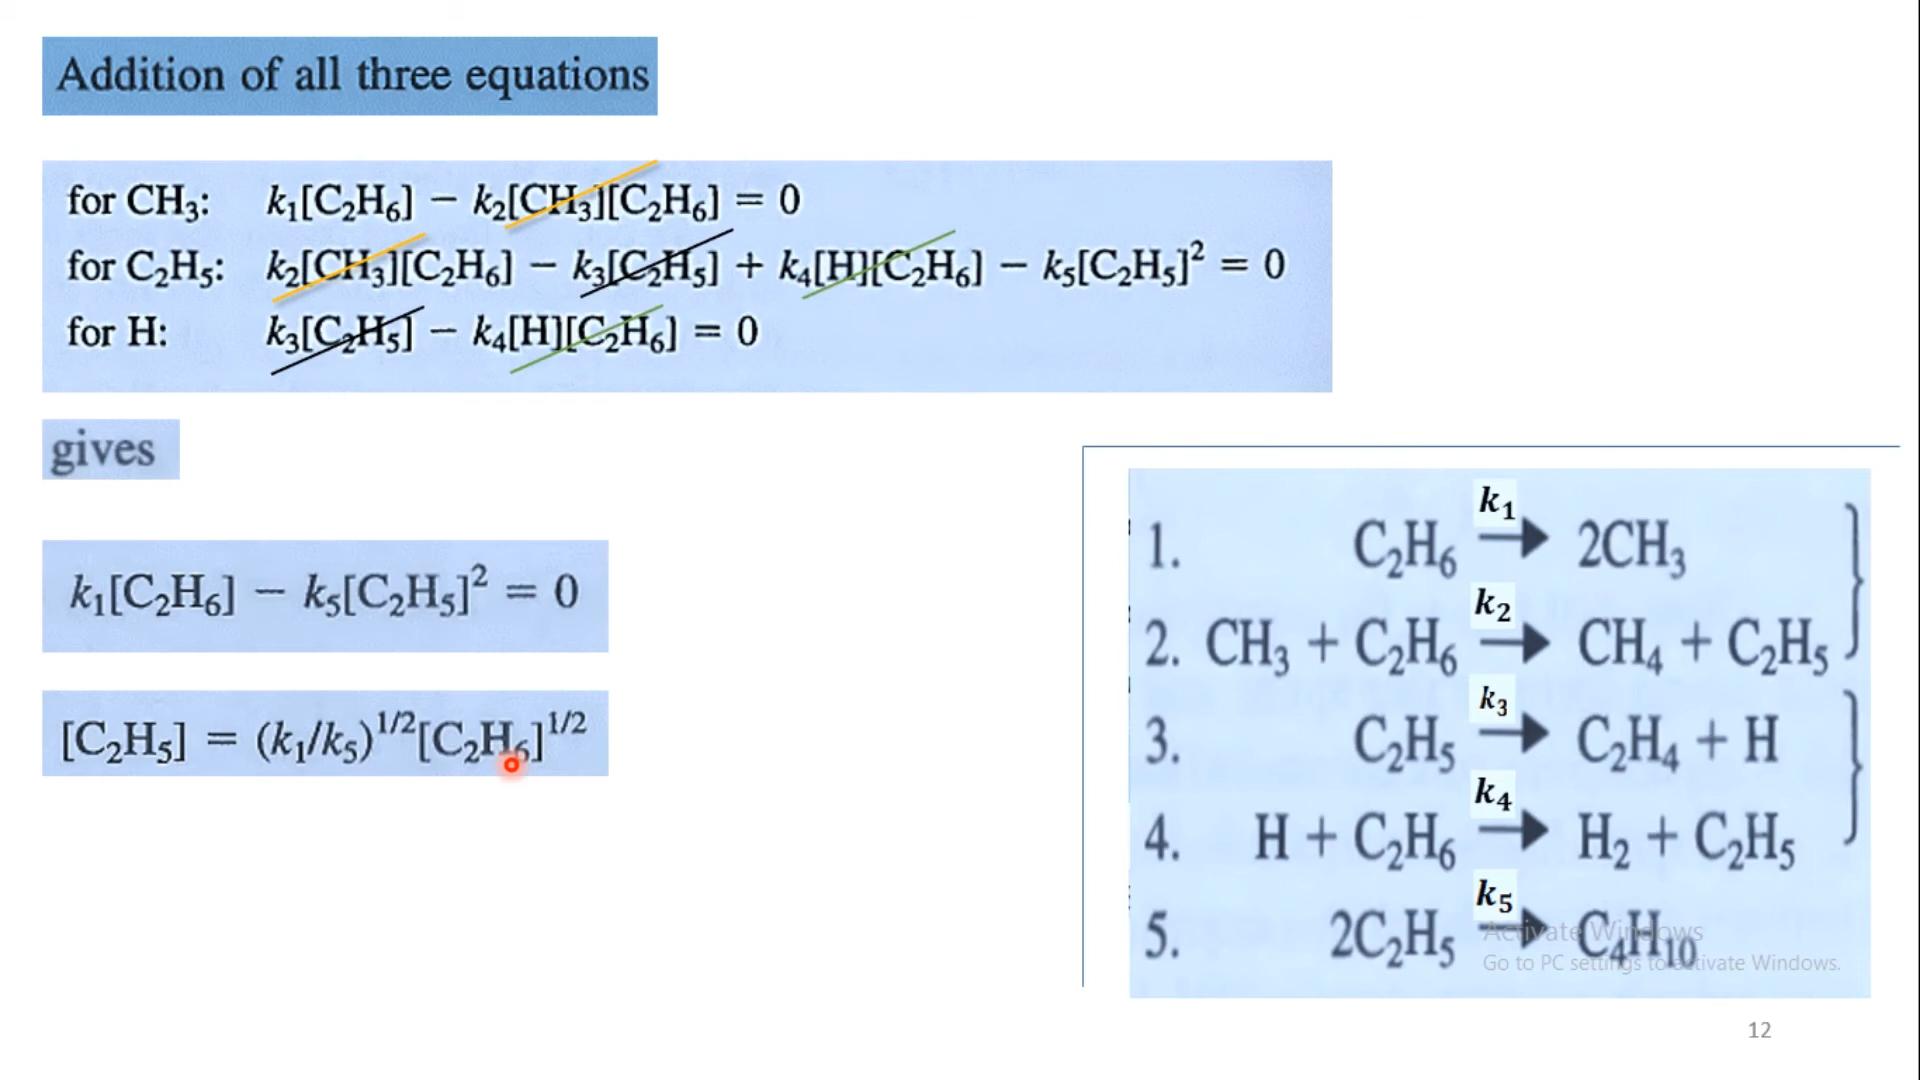 Addition of all three equations
for CH₃: k₁[C₂H₆] − k₂[CH₃][C₂H₆] = 0
for C₂H₅: k₂[CH₃][C₂H₆] − k₃[C₂H₅] + k₄[H][C₂H₆] − k₅[C₂H₅]² = 0
for H: k₃[C₂H₅] − k₄[H][C₂H₆] = 0
gives
k₁[C₂H₆] − k₅[C₂H₅]² = 0
[C₂H₅] = (k₁/k₅)^1/2[C₂H₆]^1/2
k₁
1. C₂H₆ → 2CH₃
k₂
2. CH₃ + C₂H₆ → CH₄ + C₂H₅
k₃
3. C₂H₅ → C₂H₄ + H
k₄
4. H + C₂H₆ → H₂ + C₂H₅
k₅
5. 2C₂H₅ → C₄H₁₀
Activate Windows
Go to PC settings to activate Windows.
12